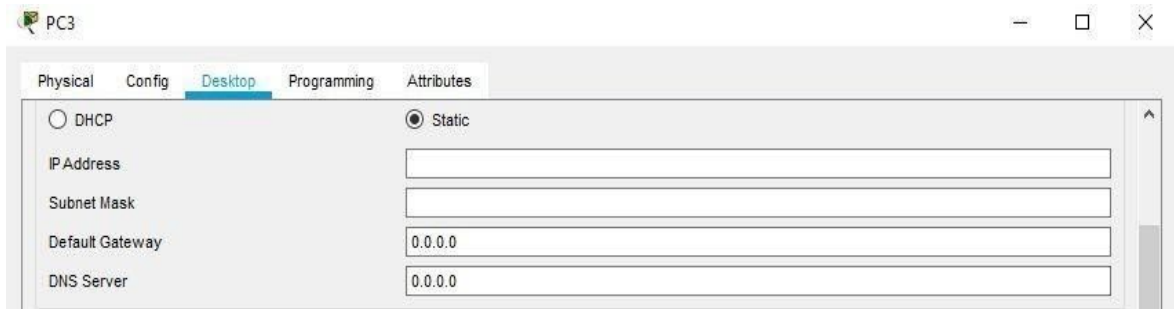 PC3
Physical Config Desktop Programming Attributes
DHCP Static
IP Address
Subnet Mask
Default Gateway 0.0.0.0
DNS Server 0.0.0.0